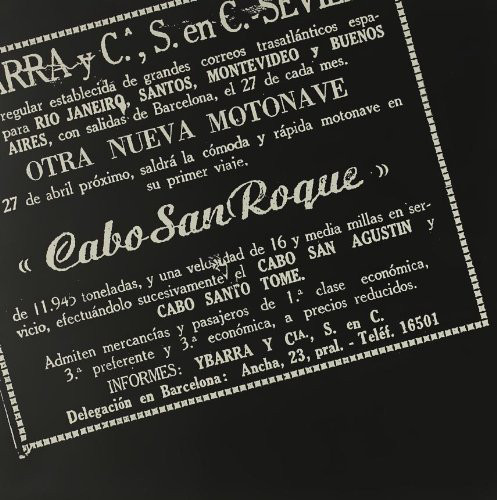 ARRA y C.ª, S. en C.-SEVI
regular establecida de grandes correos trasatlánticos espa-
para RIO JANEIRO, SANTOS, MONTEVIDEO y BUENOS
AIRES, con salidas de Barcelona, el 27 de cada mes.
OTRA NUEVA MOTONAVE
27 de abril próximo, saldrá la cómoda y rápida motonave en
su primer viaje,
« Cabo San Roque »
de 11.945 toneladas, y una velocidad de 16 y media millas en ser-
vicio, efectuándolo sucesivamente el CABO SAN AGUSTIN y
CABO SANTO TOME.
Admiten mercancías y pasajeros de 1.ª clase económica,
3.ª preferente y 3.ª económica, a precios reducidos.
INFORMES: YBARRA Y CIA., S. en C.
Delegación en Barcelona: Ancha, 23, pral. - Teléf. 16501